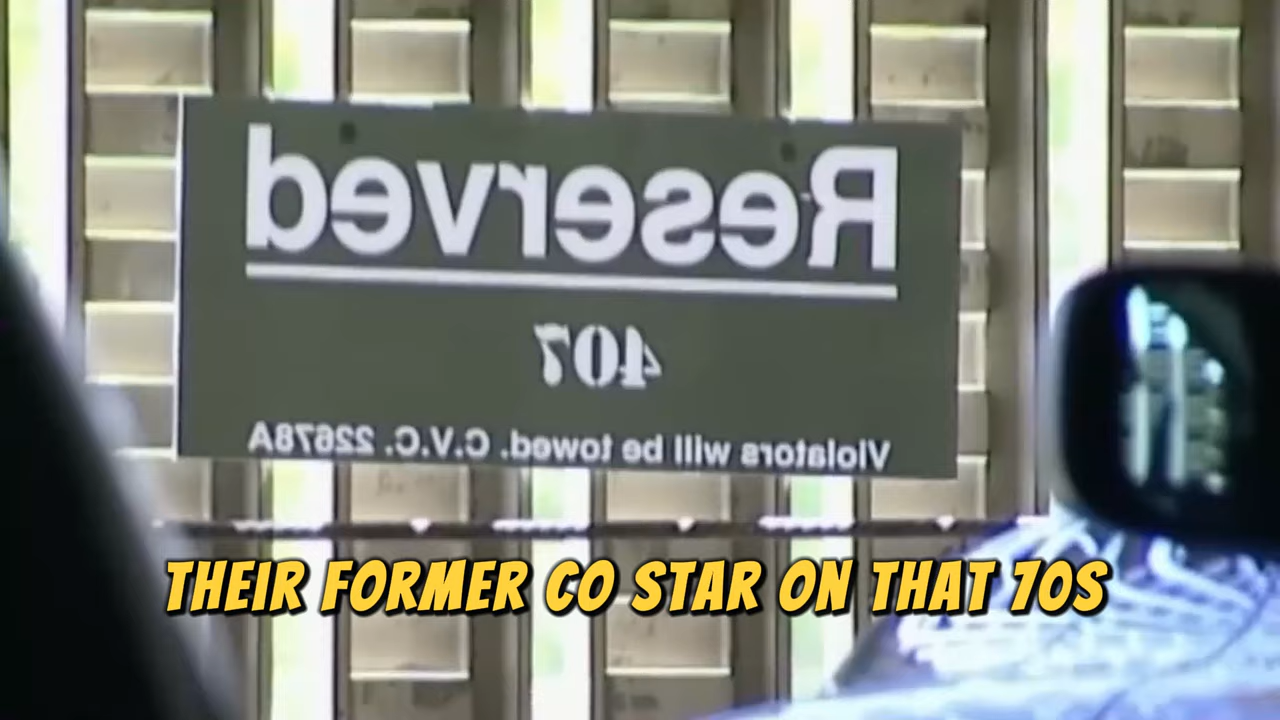 Reserved
407
Violators will be towed. C.V.C. 22678A
THEIR FORMER CO STAR ON THAT 70S